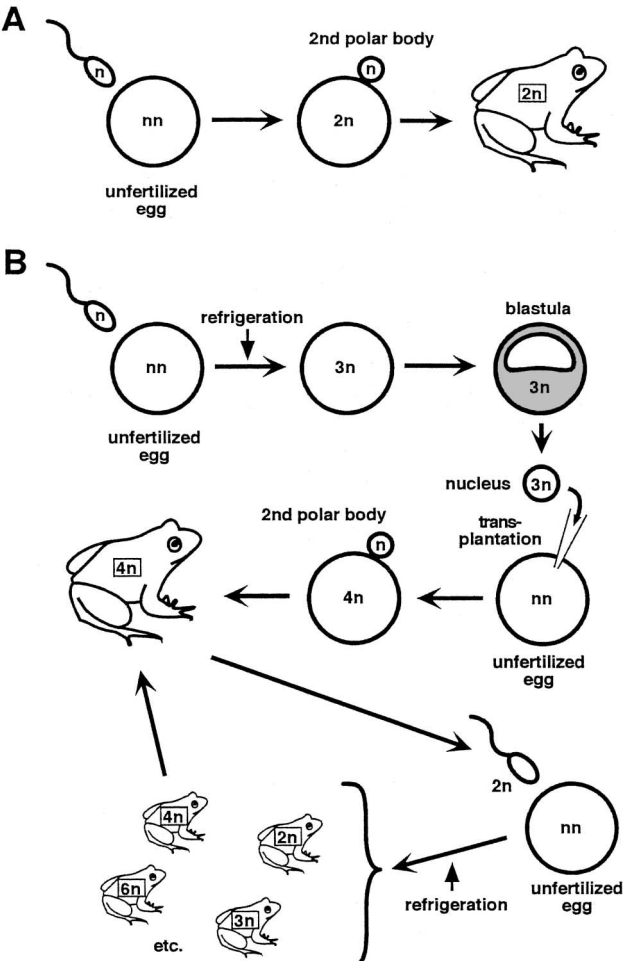 A
2nd polar body
n
n
nn
2n
2n
unfertilized
egg
B
n
refrigeration
blastula
nn
3n
3n
unfertilized
egg
nucleus
3n
2nd polar body
trans-
plantation
n
4n
4n
nn
unfertilized
egg
2n
nn
4n
2n
6n
3n
etc.
refrigeration
unfertilized
egg